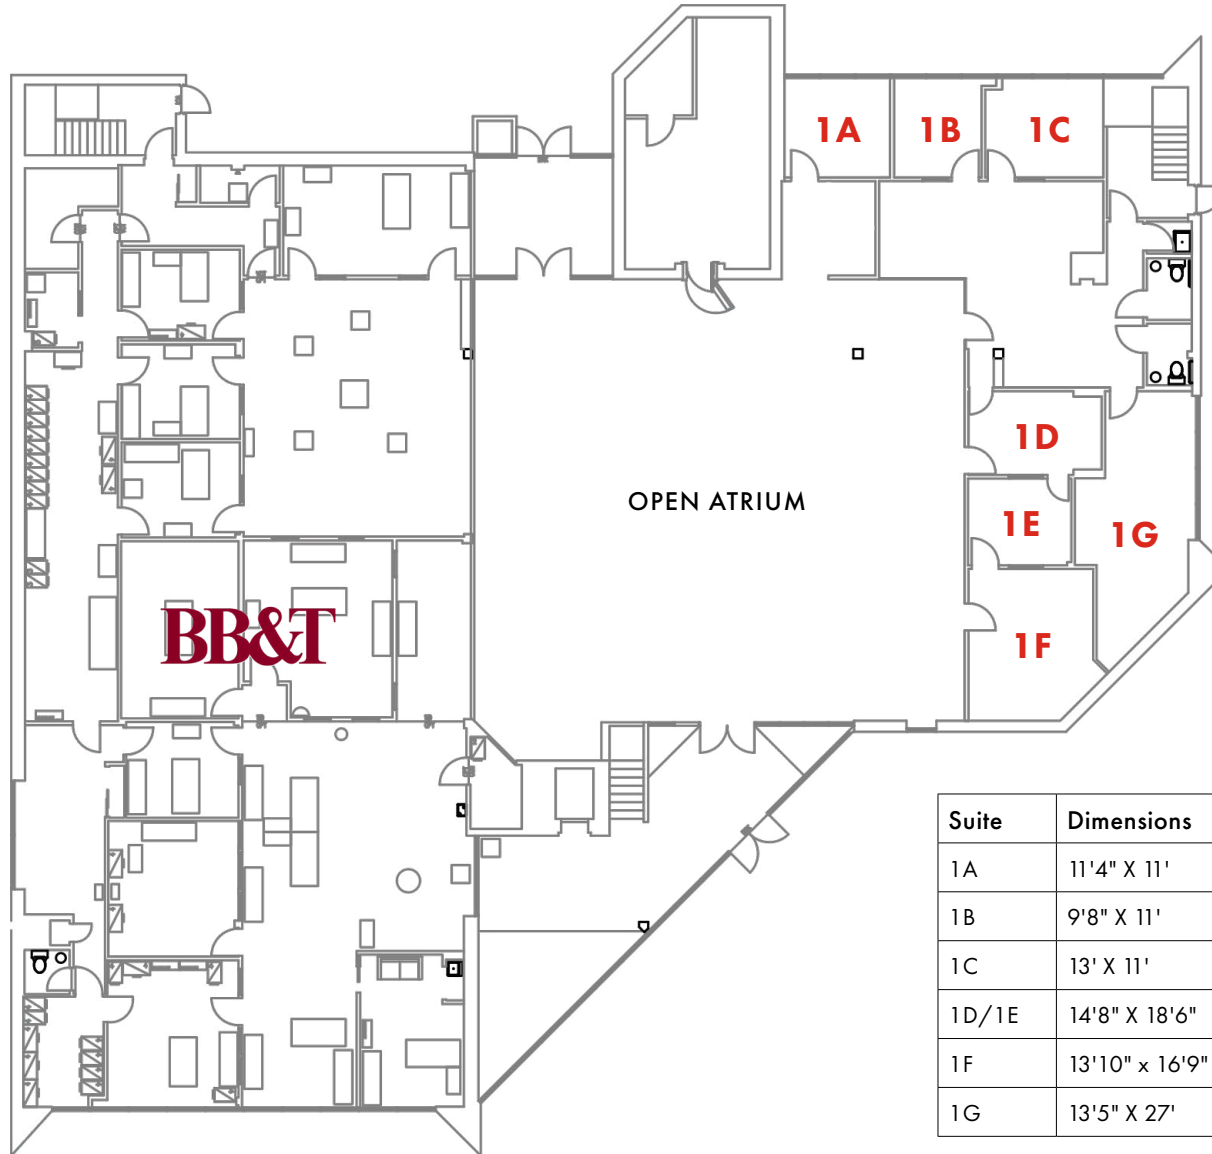 1A
1B
1C
1D
OPEN ATRIUM
1E
1G
BB&T
1F
Suite Dimensions
1A 11'4" X 11'
1B 9'8" X 11'
1C 13' X 11'
1D/1E 14'8" X 18'6"
1F 13'10" x 16'9"
1G 13'5" X 27'